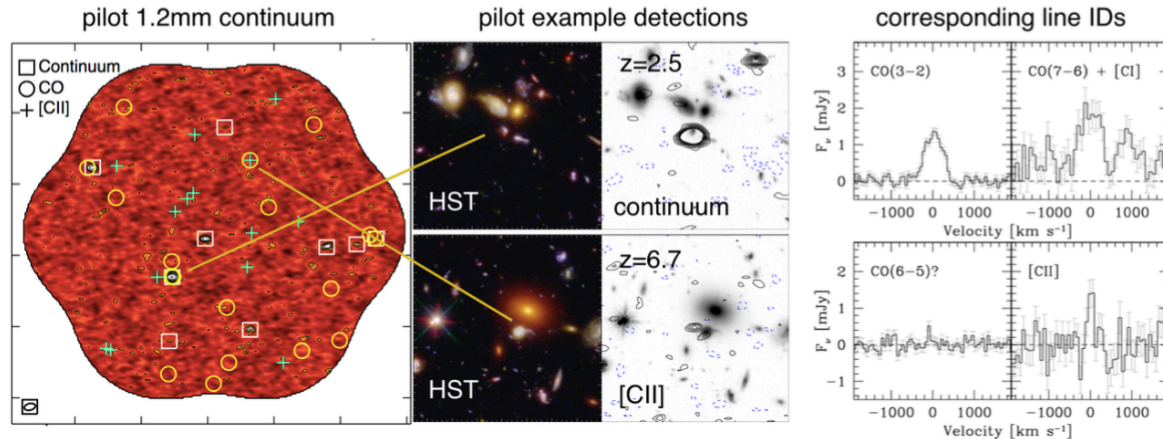 pilot 1.2mm continuum
Continuum
CO
[CII]
pilot example detections
z=2.5
HST
continuum
z=6.7
HST
[CII]
corresponding line IDs
CO(3−2)
CO(7−6) + [CI]
F_ν [mJy]
3
2
1
0
−1000 0 1000
−1000 0 1000
Velocity [km s⁻¹]
Velocity [km s⁻¹]
CO(6−5)?
[CII]
F_ν [mJy]
2
1
0
−1
−1000 0 1000
−1000 0 1000
Velocity [km s⁻¹]
Velocity [km s⁻¹]